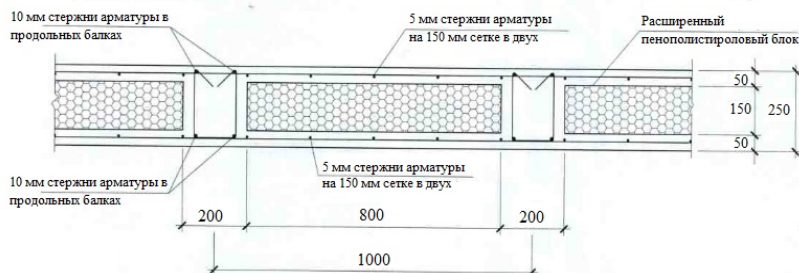 10 мм стержни арматуры в
продольных балках
5 мм стержни арматуры
на 150 мм сетке в двух
Расширенный
пенополистироловый блок
50
150
250
50
10 мм стержни арматуры в
продольных балках
5 мм стержни арматуры
на 150 мм сетке в двух
200
800
200
1000